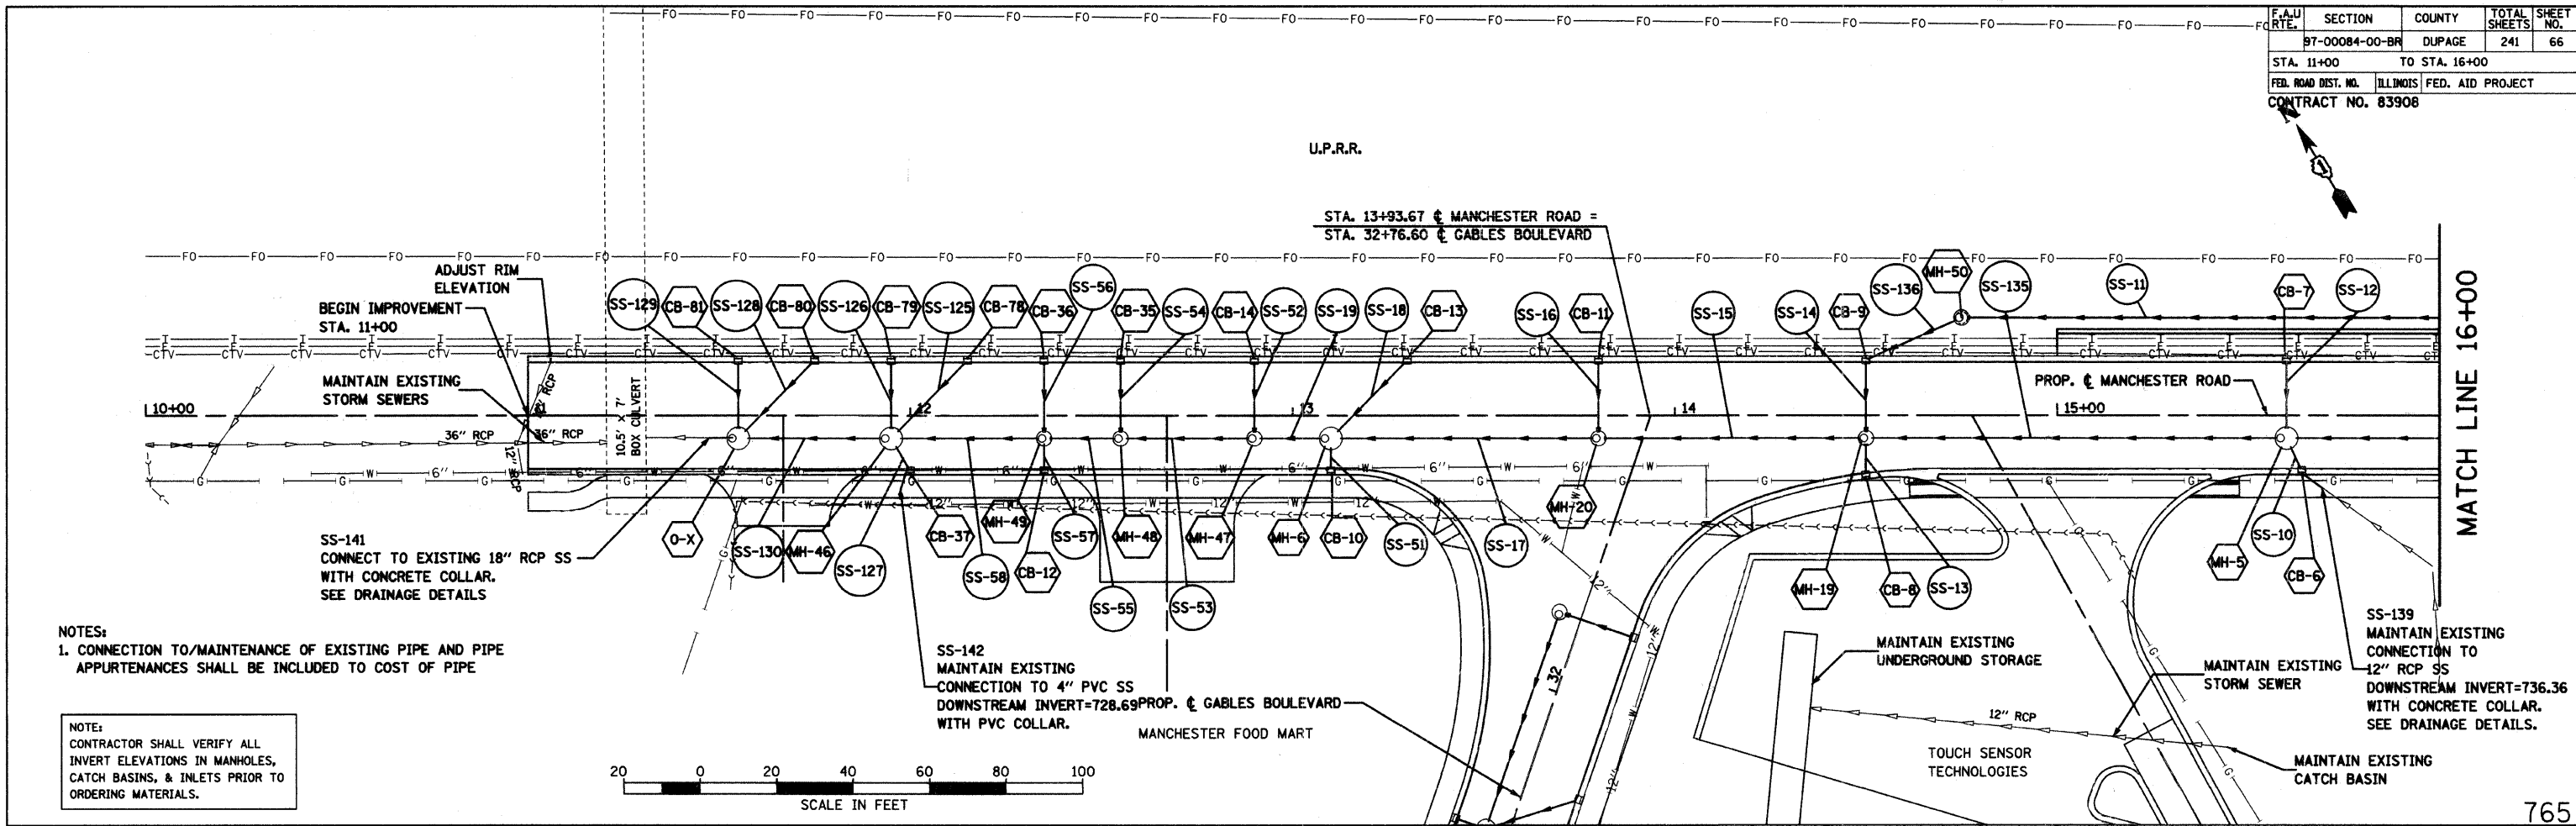 F.A.U RTE. SECTION COUNTY TOTAL SHEETS SHEET NO.
97-00084-00-BR DUPAGE 241 66
STA. 11+00 TO STA. 16+00
FED. ROAD DIST. NO. ILLINOIS FED. AID PROJECT
CONTRACT NO. 83908
N
1
U.P.R.R.
STA. 13+93.67 ℄ MANCHESTER ROAD =
STA. 32+76.60 ℄ GABLES BOULEVARD
ADJUST RIM
ELEVATION
BEGIN IMPROVEMENT
STA. 11+00
MAINTAIN EXISTING
STORM SEWERS
SS-129
CB-81
SS-128
CB-80
SS-126
CB-79
SS-125
CB-78
CB-36
SS-56
CB-35
SS-54
CB-14
SS-52
SS-19
SS-18
CB-13
SS-16
CB-11
SS-15
SS-14
CB-9
SS-136
MH-50
SS-135
SS-11
CB-7
SS-12
MATCH LINE 16+00
PROP. ℄ MANCHESTER ROAD
10+00
11
12
13
14
15+00
36" RCP
36" RCP
12" RCP
10.5' X 7'
BOX CULVERT
O-X
SS-130
MH-46
SS-127
CB-37
SS-58
MH-49
CB-12
SS-57
SS-55
MH-48
SS-53
MH-47
MH-6
CB-10
SS-51
SS-17
MH-20
MH-19
CB-8
SS-13
MH-5
SS-10
CB-6
SS-141
CONNECT TO EXISTING 18" RCP SS
WITH CONCRETE COLLAR.
SEE DRAINAGE DETAILS
NOTES:
1. CONNECTION TO/MAINTENANCE OF EXISTING PIPE AND PIPE
APPURTENANCES SHALL BE INCLUDED TO COST OF PIPE
SS-142
MAINTAIN EXISTING
CONNECTION TO 4" PVC SS
DOWNSTREAM INVERT=728.69
WITH PVC COLLAR.
PROP. ℄ GABLES BOULEVARD
MANCHESTER FOOD MART
32
MAINTAIN EXISTING
UNDERGROUND STORAGE
12" RCP
TOUCH SENSOR
TECHNOLOGIES
MAINTAIN EXISTING
STORM SEWER
MAINTAIN EXISTING
CATCH BASIN
SS-139
MAINTAIN EXISTING
CONNECTION TO
12" RCP SS
DOWNSTREAM INVERT=736.36
WITH CONCRETE COLLAR.
SEE DRAINAGE DETAILS.
NOTE:
CONTRACTOR SHALL VERIFY ALL
INVERT ELEVATIONS IN MANHOLES,
CATCH BASINS, & INLETS PRIOR TO
ORDERING MATERIALS.
20 0 20 40 60 80 100
SCALE IN FEET
765